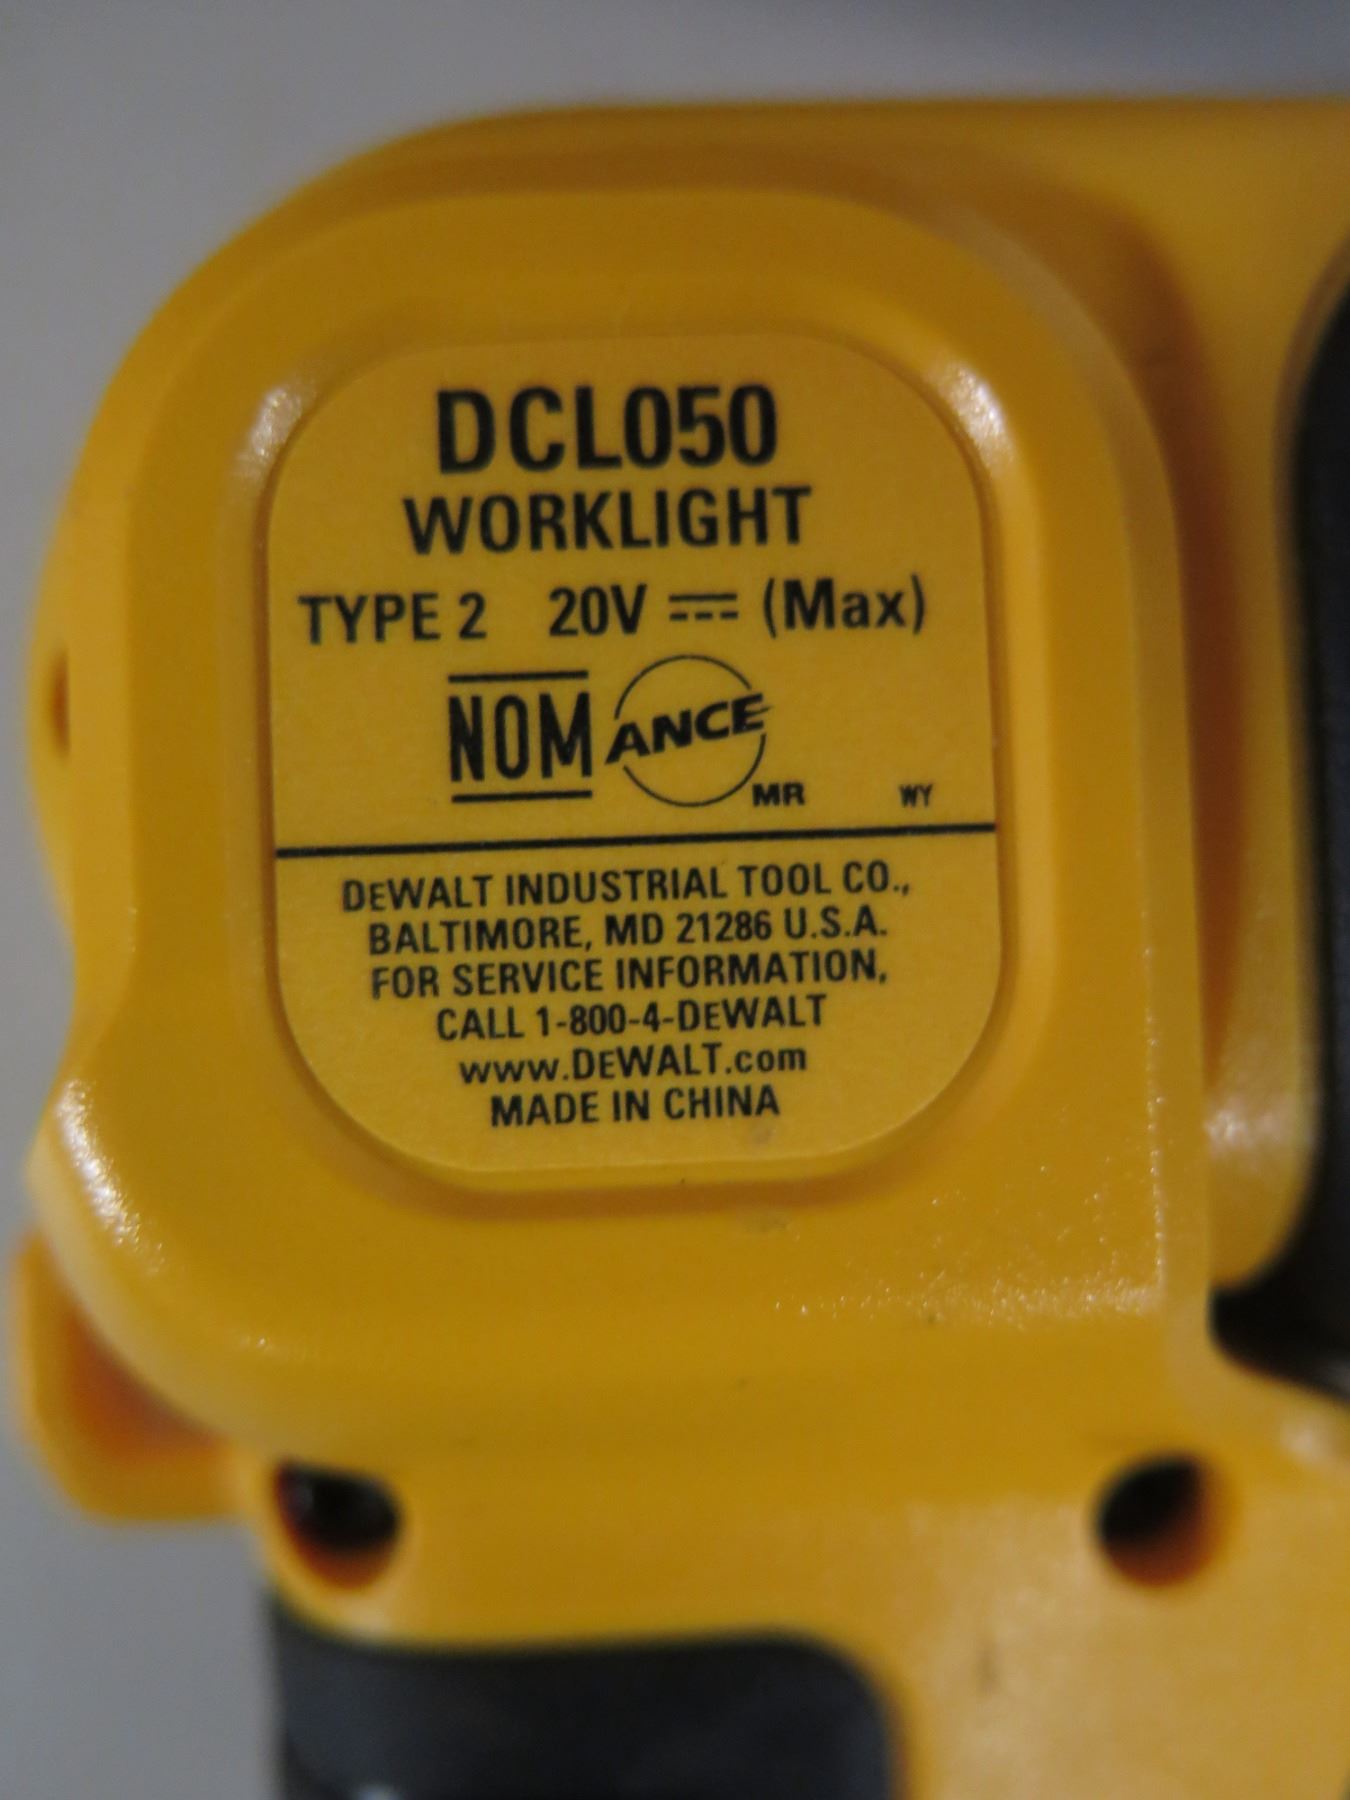 DCL050
WORKLIGHT
TYPE 2 20V ⎓ (Max)
NOM ANCE MR WY
DEWALT INDUSTRIAL TOOL CO.,
BALTIMORE, MD 21286 U.S.A.
FOR SERVICE INFORMATION,
CALL 1-800-4-DEWALT
www.DEWALT.com
MADE IN CHINA